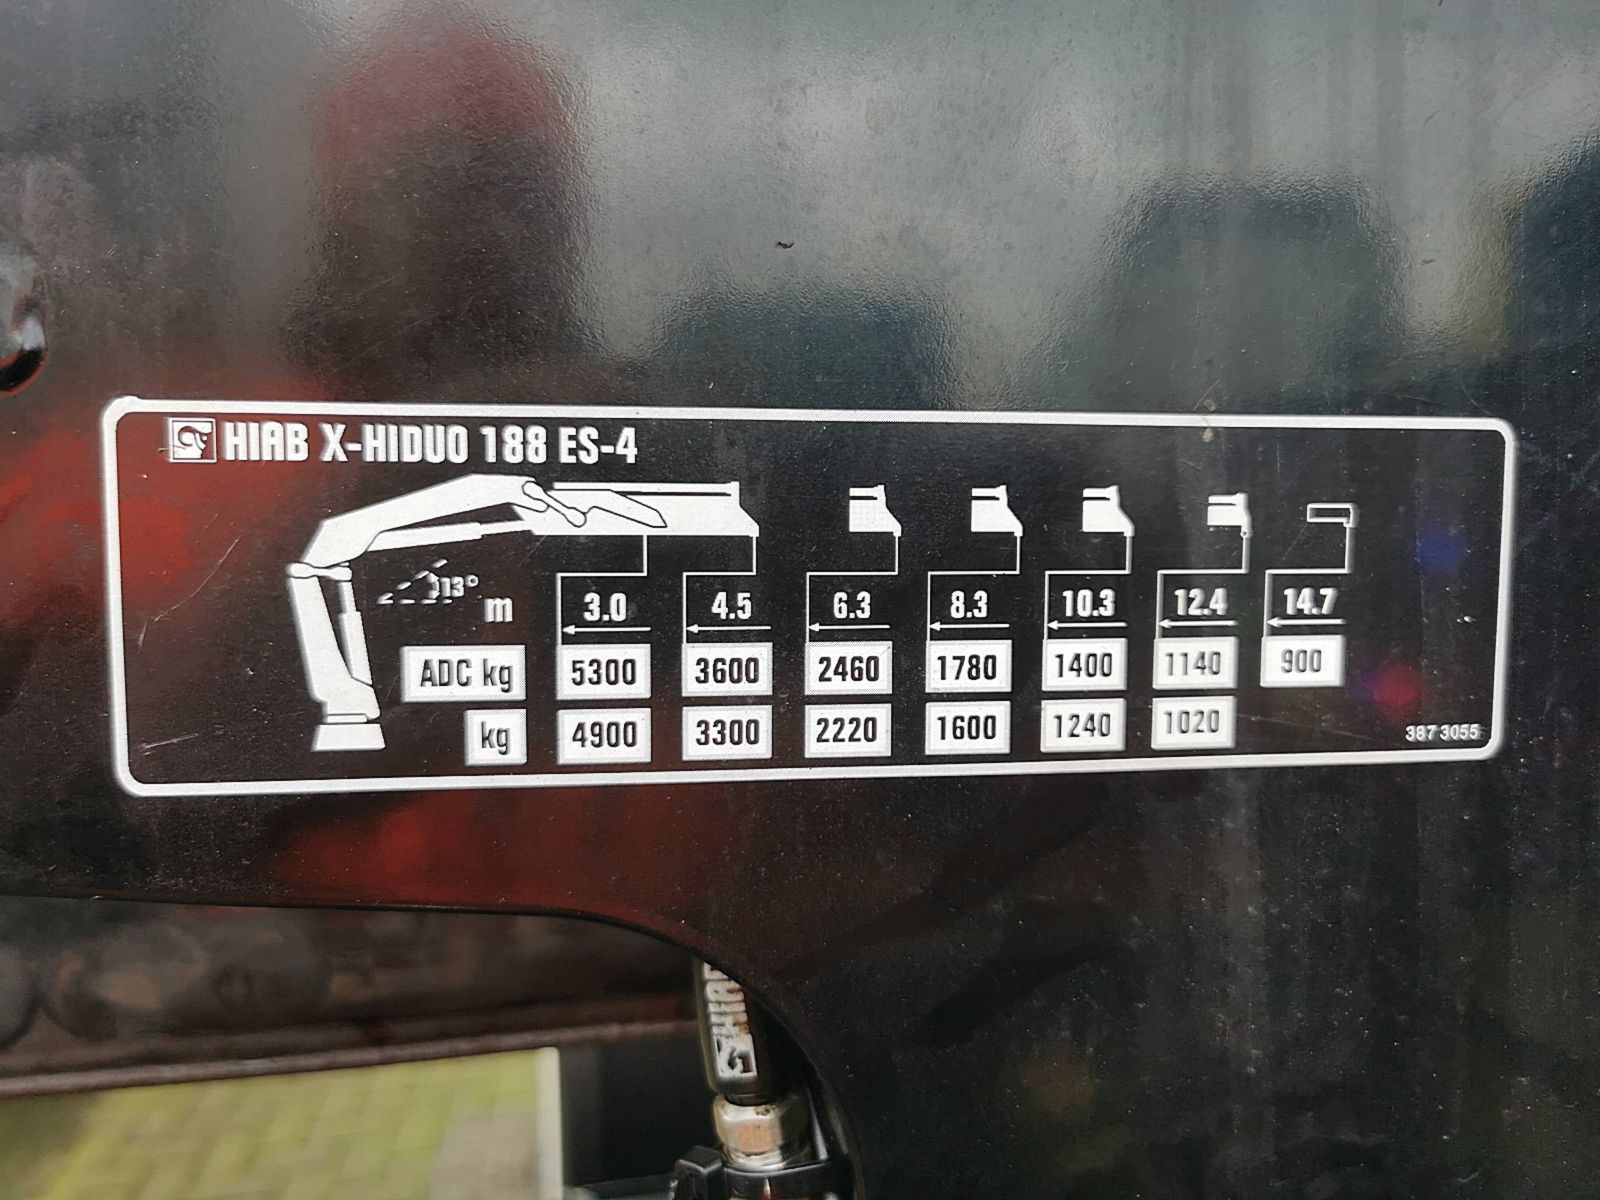 HIAB X-HIDUO 188 ES-4
13°
m 3.0 4.5 6.3 8.3 10.3 12.4 14.7
ADC kg 5300 3600 2460 1780 1400 1140 900
kg 4900 3300 2220 1600 1240 1020
387 3055
HIAB